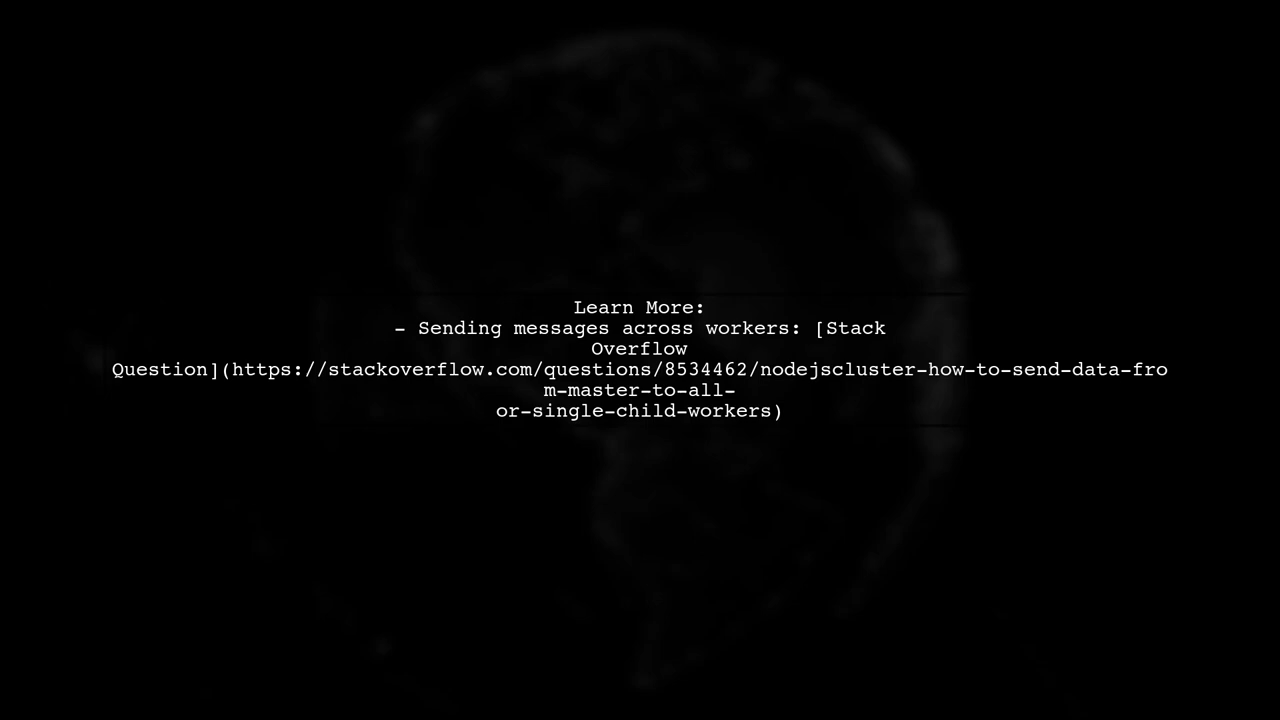 Learn More:
- Sending messages across workers: [Stack
Overflow
Question](https://stackoverflow.com/questions/8534462/nodejscluster-how-to-send-data-fro
m-master-to-all-
or-single-child-workers)